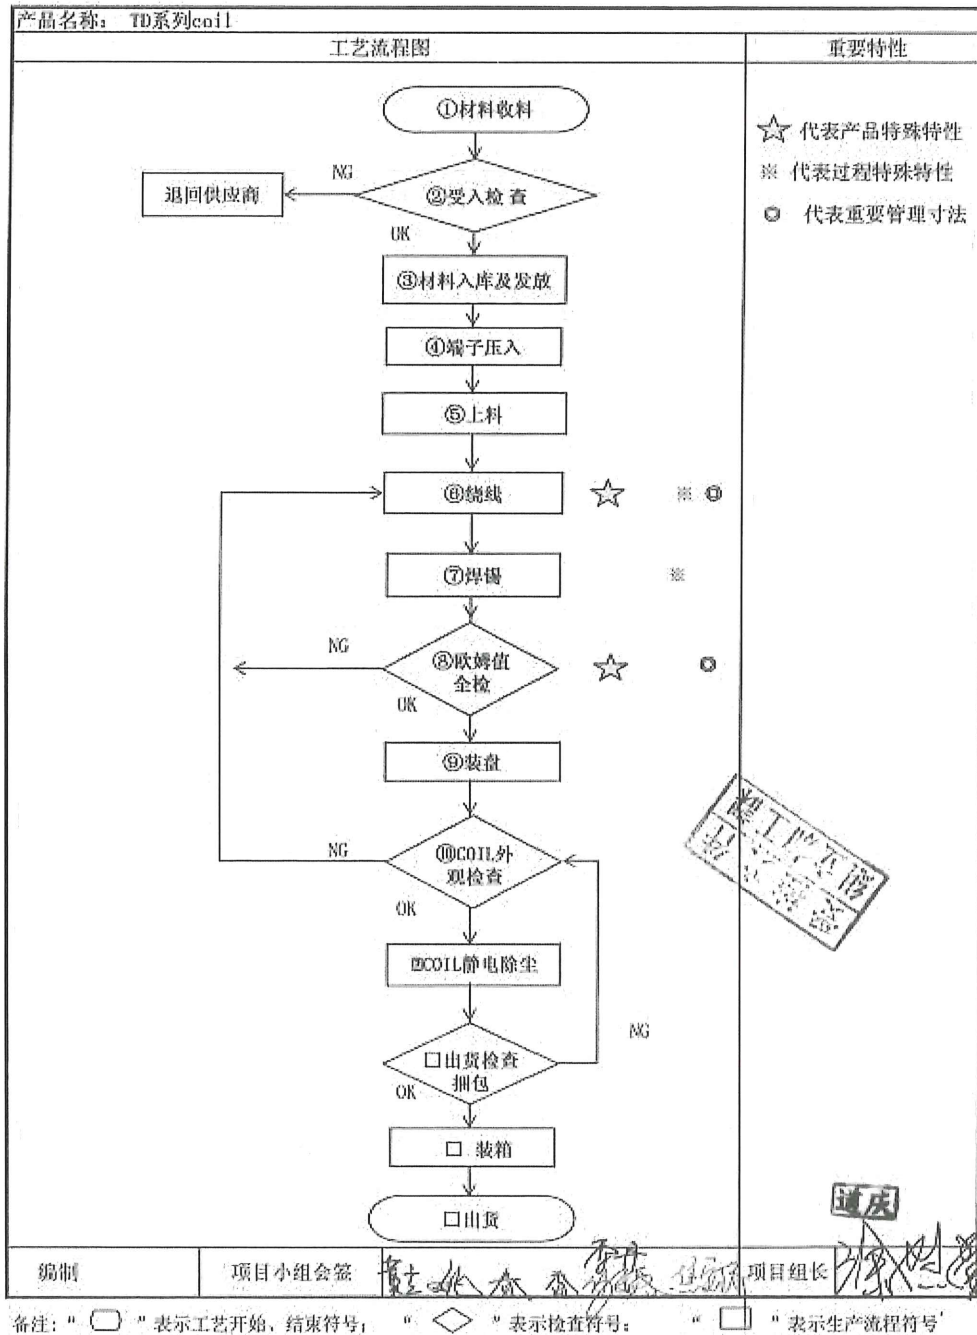 产品名称： TD系列coil
工艺流程图
重要特性
①材料收料
☆ 代表产品特殊特性
NG
※ 代表过程特殊特性
退回供应商
②受入检 查
◎ 代表重要管理寸法
OK
③材料入库及发放
④端子压入
⑤上料
⑥绕线
☆ ※ ◎
⑦焊锡
※
NG
⑧欧姆值
全检
☆ ◎
OK
⑨装盘
NG
⑩COIL外
观检查
OK
COIL静电除尘
NG
口出货检查
捆包
OK
口 装箱
口出货
编制
项目小组会签
项目组长
备注：“ ” 表示工艺开始、结束符号； “ ” 表示检查符号； “ ” 表示生产流程符号